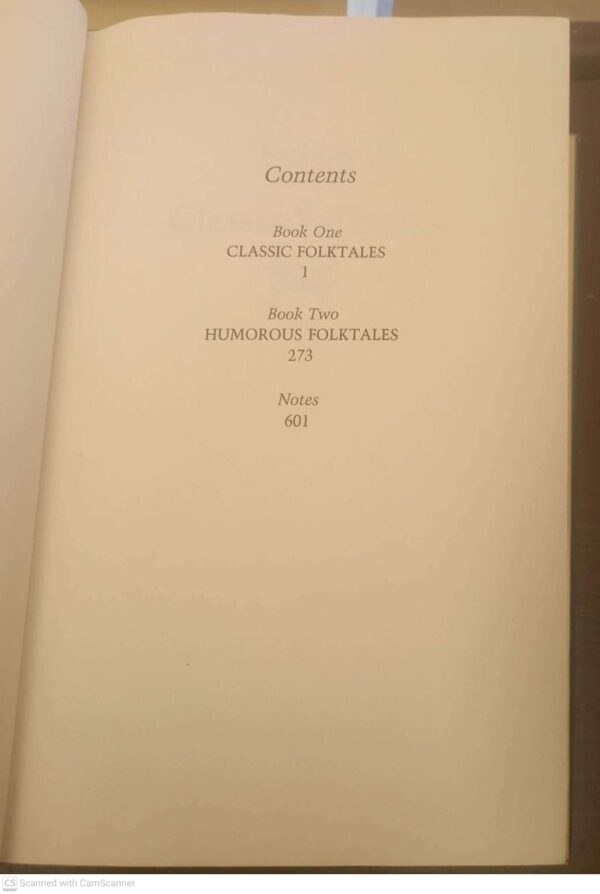 Contents
Book One
CLASSIC FOLKTALES
1
Book Two
HUMOROUS FOLKTALES
273
Notes
601
CS Scanned with CamScanner